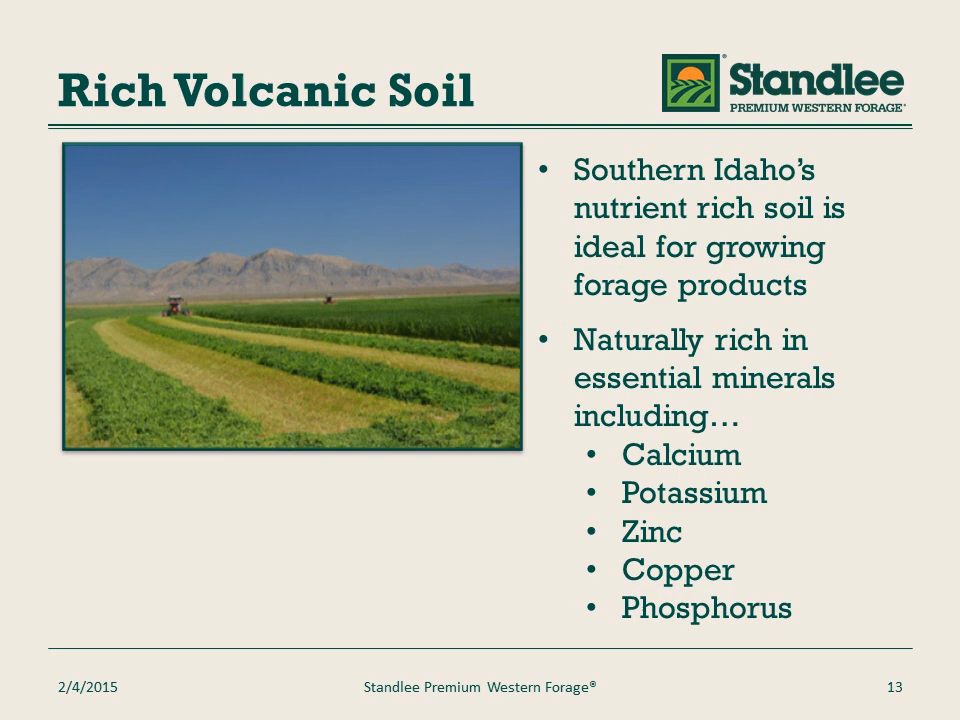 Rich Volcanic Soil
Standlee®
PREMIUM WESTERN FORAGE®
• Southern Idaho’s
nutrient rich soil is
ideal for growing
forage products
• Naturally rich in
essential minerals
including…
• Calcium
• Potassium
• Zinc
• Copper
• Phosphorus
2/4/2015
Standlee Premium Western Forage®
13